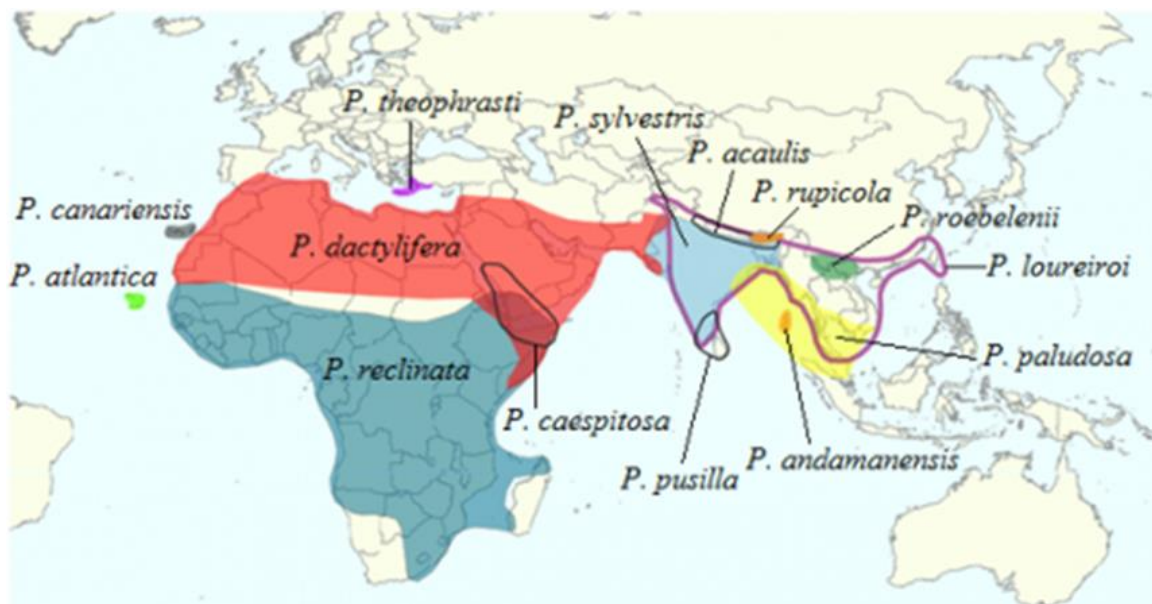 P. theophrasti
P. sylvestris
P. acaulis
P. rupicola
P. canariensis
P. roebelenii
P. dactylifera
P. atlantica
P. loureiroi
P. reclinata
P. paludosa
P. caespitosa
P. andamanensis
P. pusilla